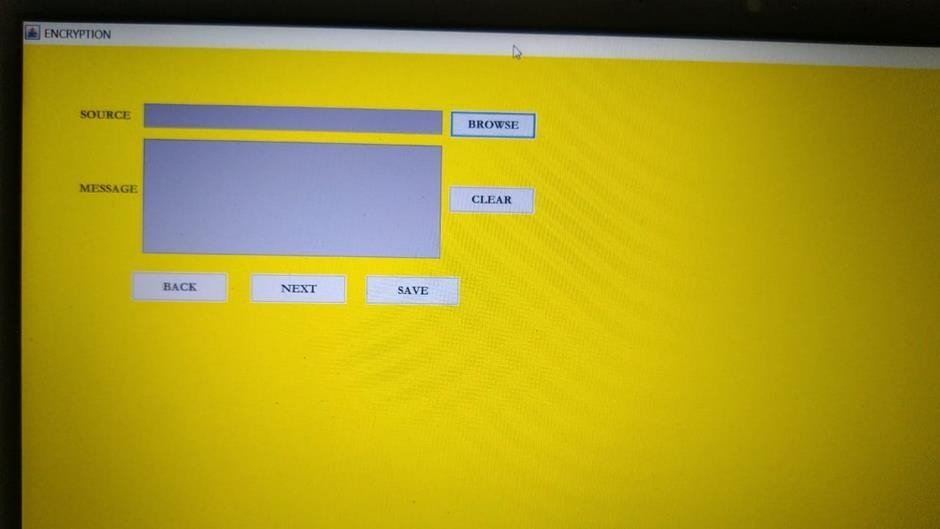 ENCRYPTION
SOURCE
BROWSE
MESSAGE
CLEAR
BACK NEXT SAVE